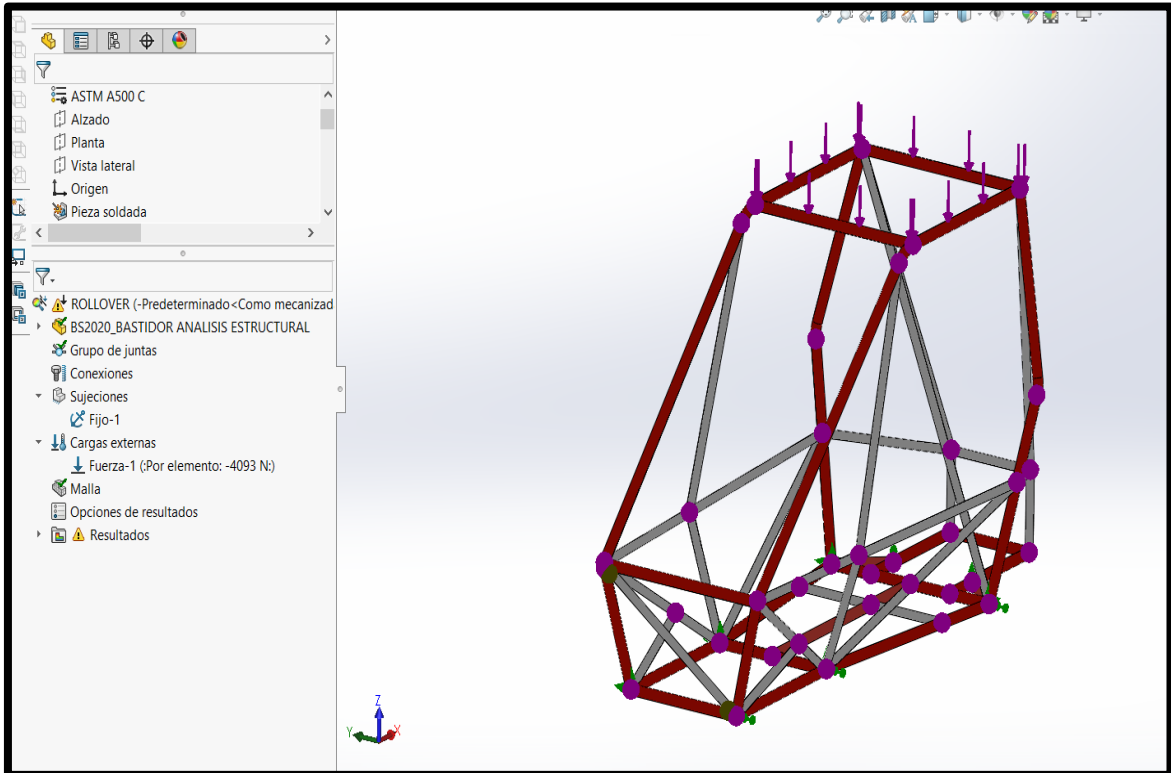 ASTM A500 C
Alzado
Planta
Vista lateral
Origen
Pieza soldada
ROLLOVER (-Predeterminado<Como mecanizad
BS2020_BASTIDOR ANALISIS ESTRUCTURAL
Grupo de juntas
Conexiones
Sujeciones
Fijo-1
Cargas externas
Fuerza-1 (:Por elemento: -4093 N:)
Malla
Opciones de resultados
Resultados
Z
Y
X